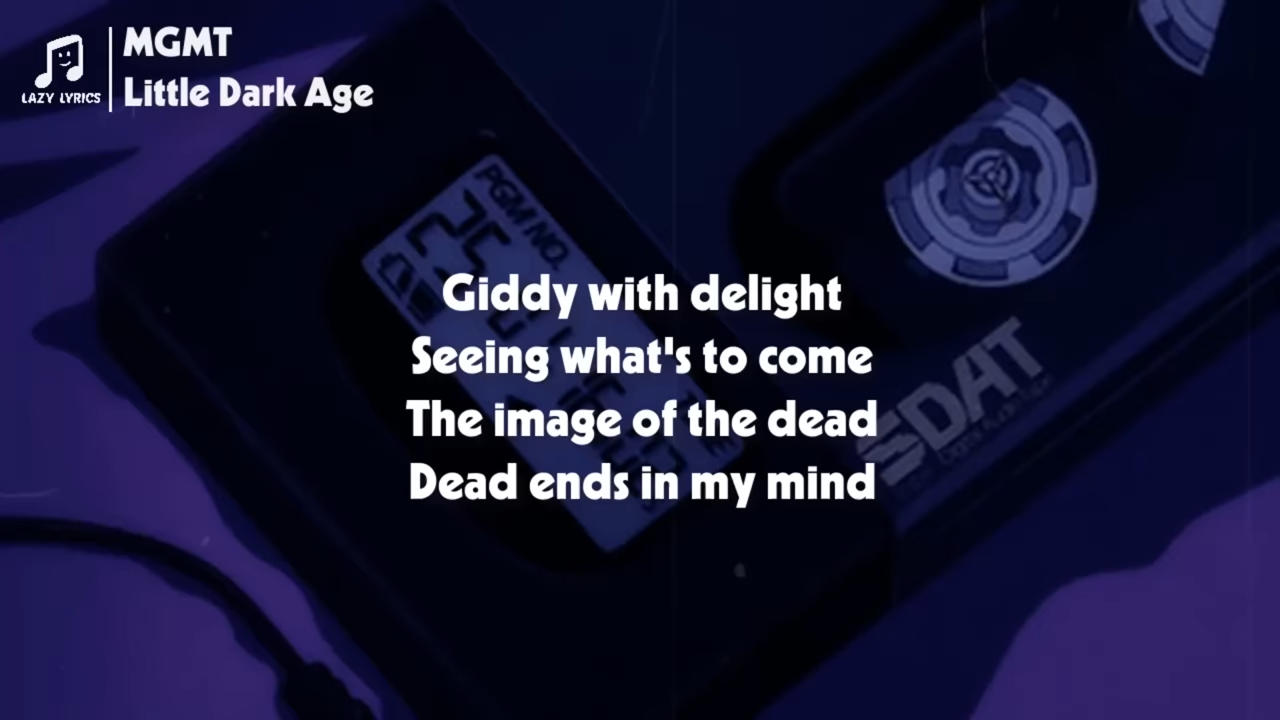 MGMT
Little Dark Age
LAZY LYRICS
PGM NO.
Giddy with delight
Seeing what's to come
The image of the dead
Dead ends in my mind
SDAT